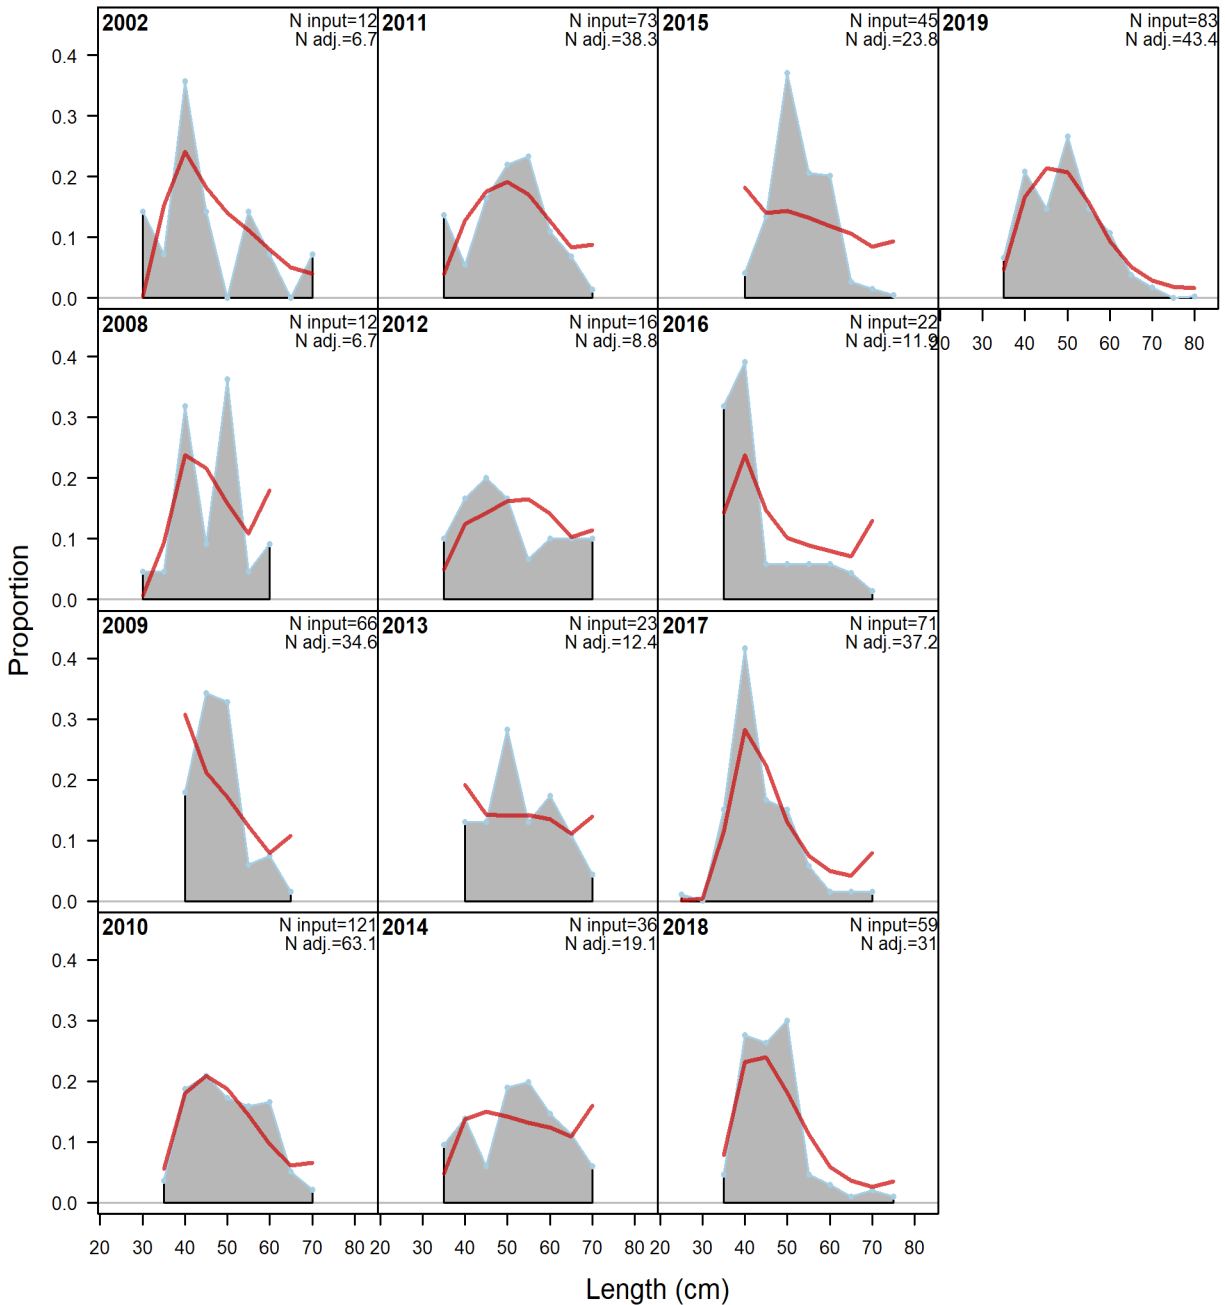 2002 N input=12
N adj.=6.7
2011 N input=73
N adj.=38.3
2015 N input=45
N adj.=23.8
2019 N input=83
N adj.=43.4
0.4
0.3
0.2
0.1
0.0
20 30 40 50 60 70 80
2008 N input=12
N adj.=6.7
2012 N input=16
N adj.=8.8
2016 N input=22
N adj.=11.9
0.4
0.3
0.2
0.1
0.0
2009 N input=66
N adj.=34.6
2013 N input=23
N adj.=12.4
2017 N input=71
N adj.=37.2
0.4
0.3
0.2
0.1
0.0
2010 N input=121
N adj.=63.1
2014 N input=36
N adj.=19.1
2018 N input=59
N adj.=31
0.4
0.3
0.2
0.1
0.0
20 30 40 50 60 70 80 20 30 40 50 60 70 80 20 30 40 50 60 70 80
Proportion
Length (cm)